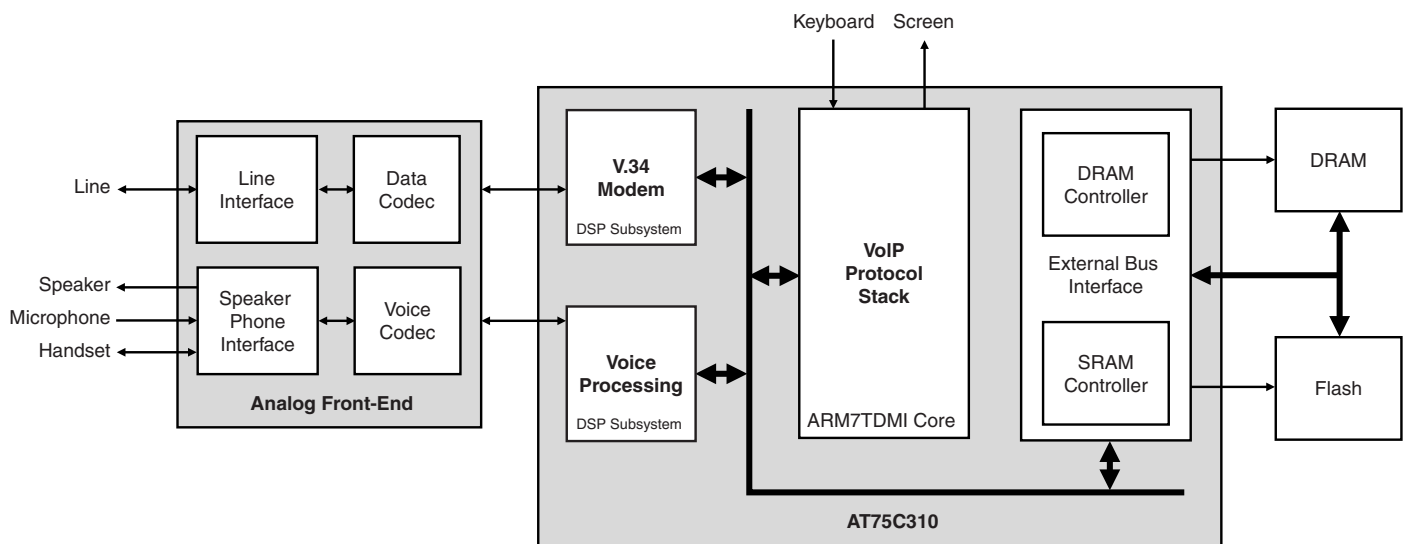 Keyboard
Screen
Line
Line
Interface
Data
Codec
Speaker
Microphone
Handset
Speaker
Phone
Interface
Voice
Codec
Analog Front-End
V.34
Modem
DSP Subsystem
Voice
Processing
DSP Subsystem
VoIP
Protocol
Stack
ARM7TDMI Core
DRAM
Controller
External Bus
Interface
SRAM
Controller
AT75C310
DRAM
Flash